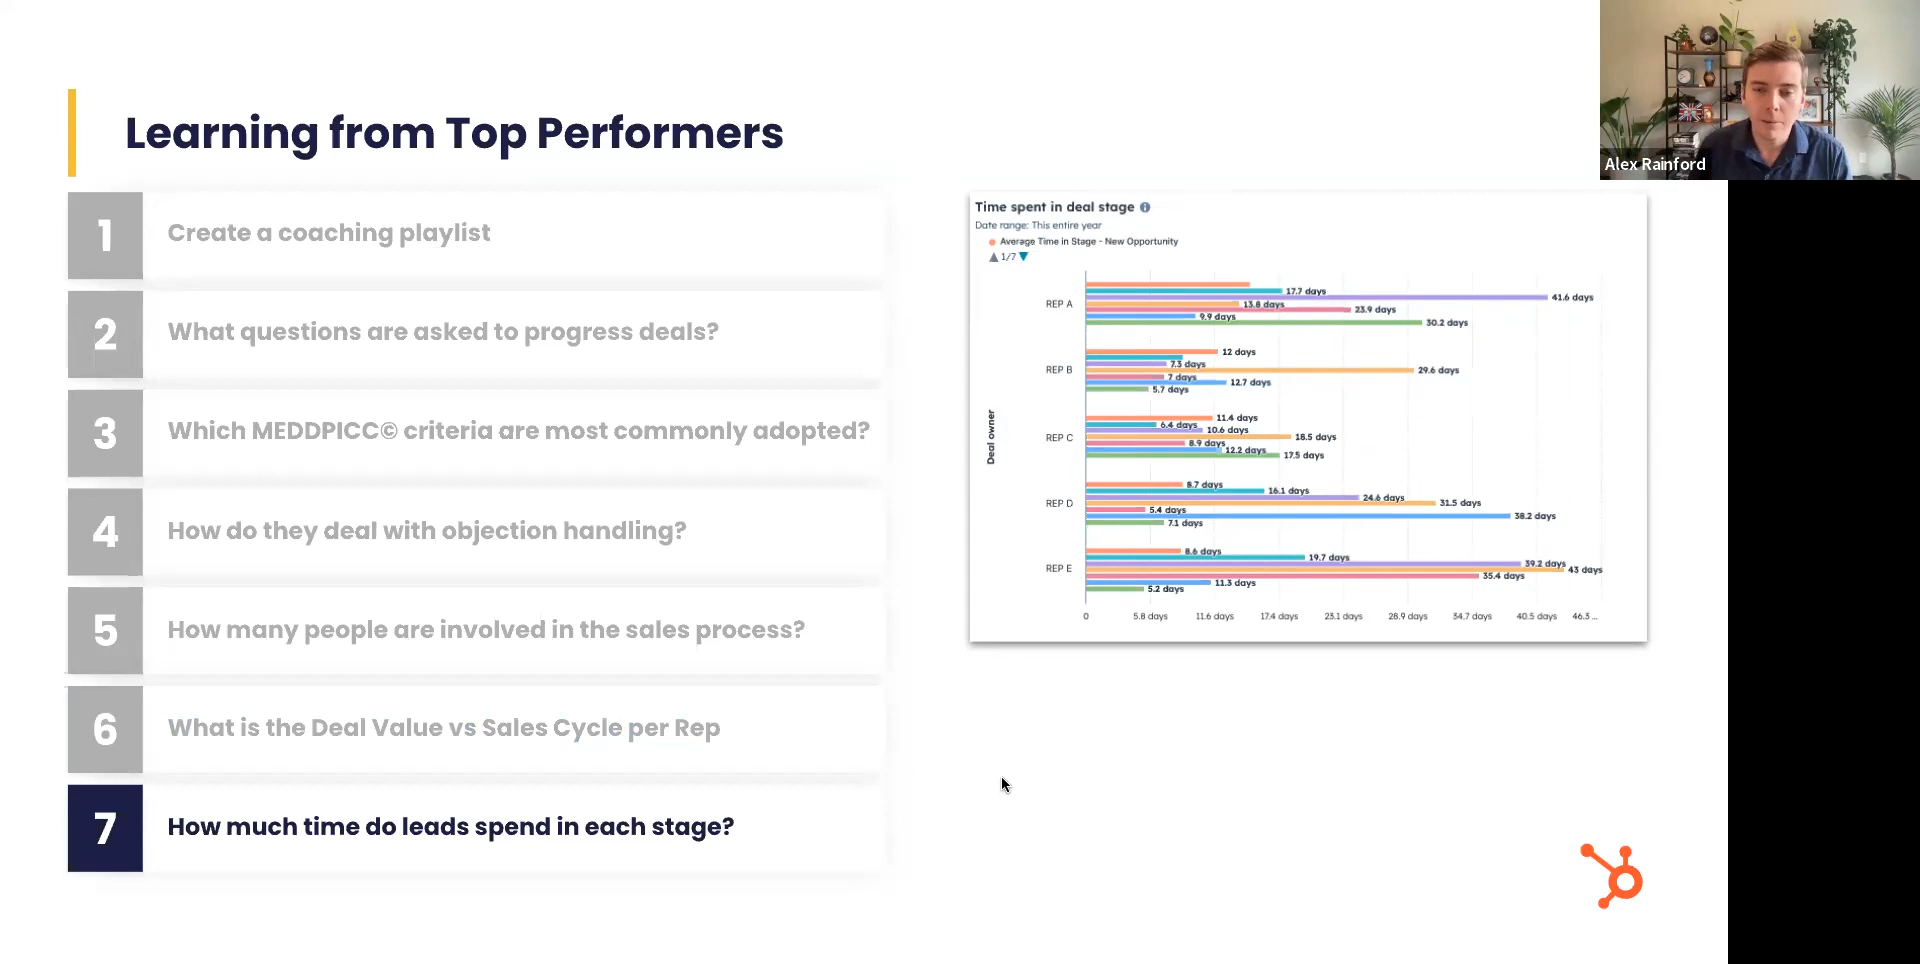 Learning from Top Performers
1
Create a coaching playlist
2
What questions are asked to progress deals?
3
Which MEDDPICC© criteria are most commonly adopted?
4
How do they deal with objection handling?
5
How many people are involved in the sales process?
6
What is the Deal Value vs Sales Cycle per Rep
7
How much time do leads spend in each stage?
Alex Rainford
Time spent in deal stage
Date range: This entire year
Average Time in Stage - New Opportunity
1/7
Deal owner
REP A
17.7 days
41.6 days
13.8 days
23.9 days
9.9 days
30.2 days
REP B
12 days
7.3 days
29.6 days
7 days
12.7 days
5.7 days
REP C
11.4 days
6.4 days
10.6 days
18.5 days
8.9 days
12.2 days
17.5 days
REP D
8.7 days
16.1 days
24.6 days
31.5 days
5.4 days
38.2 days
7.1 days
REP E
8.6 days
19.7 days
39.2 days
43 days
35.4 days
11.3 days
5.2 days
0 5.8 days 11.6 days 17.4 days 23.1 days 28.9 days 34.7 days 40.5 days 46.3 ...